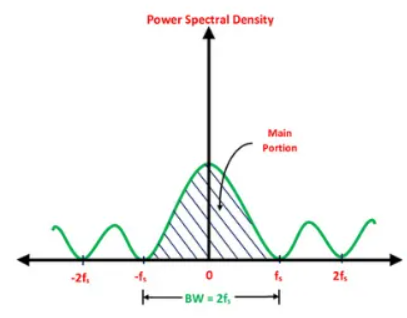 Power Spectral Density
Main
Portion
-2fₛ -fₛ 0 fₛ 2fₛ
BW = 2fₛ